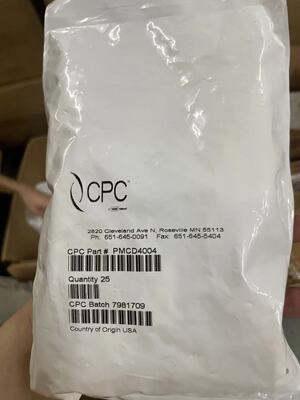 CPC
2820 Cleveland Ave N, Roseville MN 55113
Ph: 651-645-0091 Fax: 651-645-5404
CPC Part # PMCD4004
Quantity 25
CPC Batch 7981709
Country of Origin USA